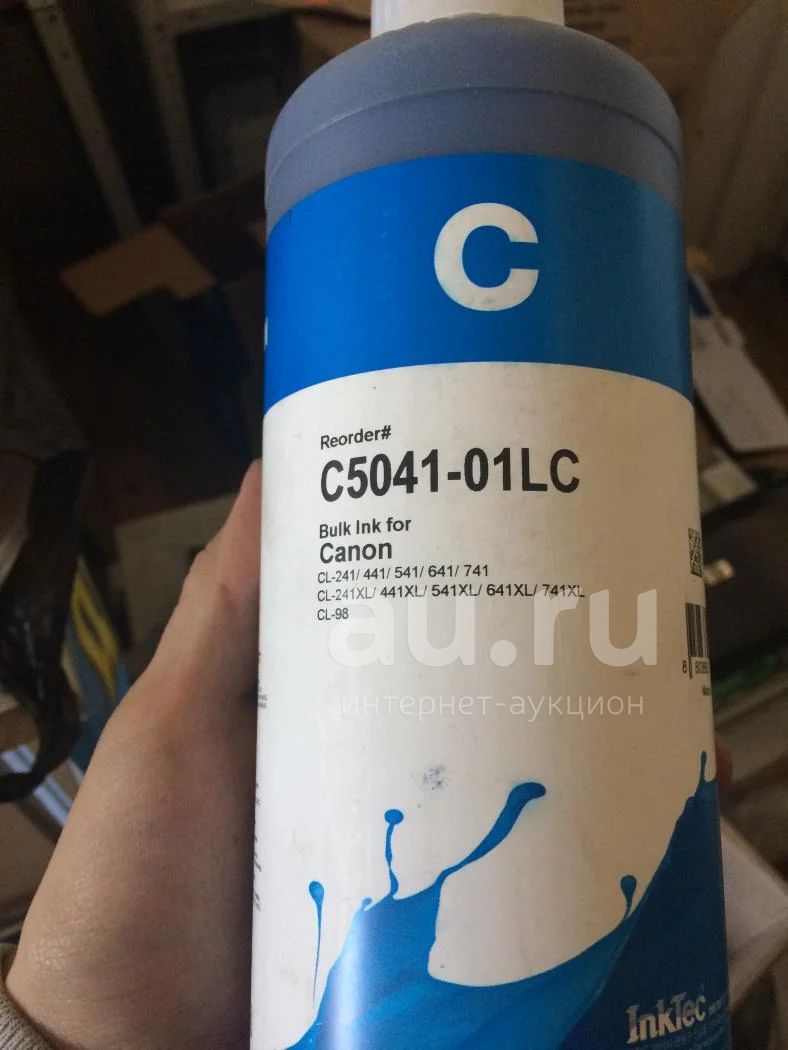 C
Reorder#
C5041-01LC
Bulk Ink for
Canon
CL-241/ 441/ 541/ 641/ 741
CL-241XL/ 441XL/ 541XL/ 641XL/ 741XL
CL-98
au.ru
интернет-аукцион
InkTec